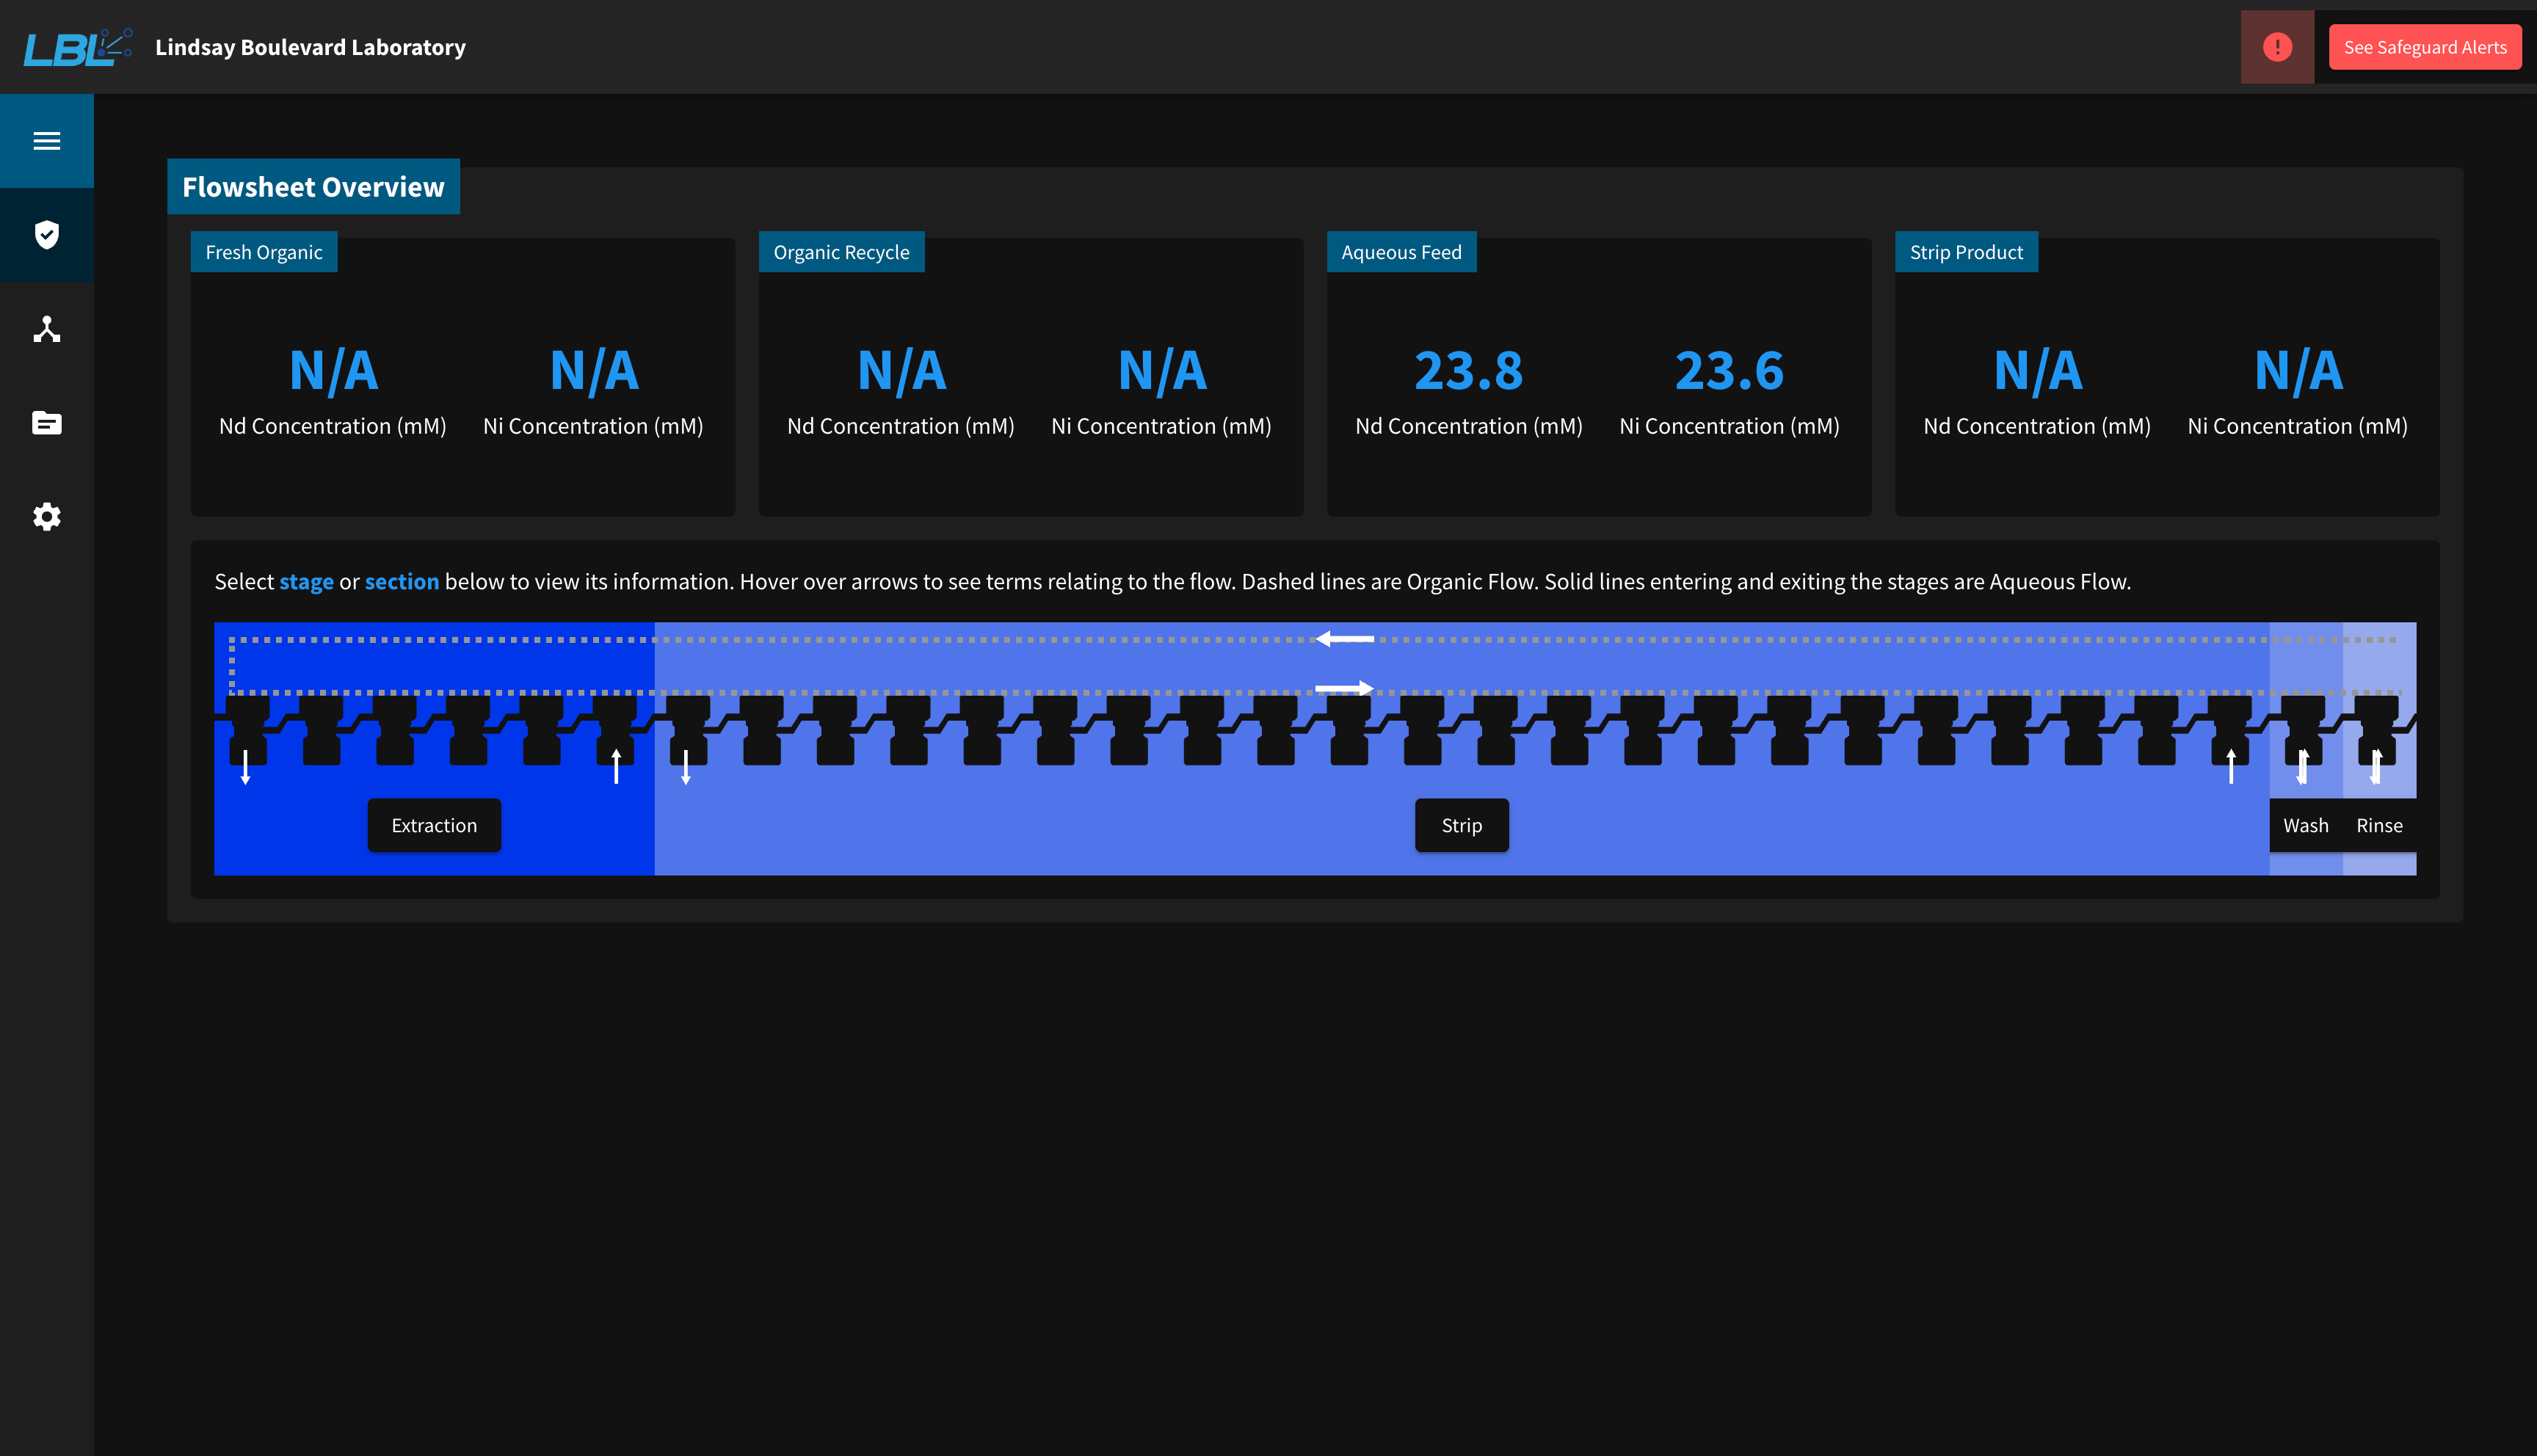 LBL Lindsay Boulevard Laboratory
See Safeguard Alerts
Flowsheet Overview
Fresh Organic
N/A N/A
Nd Concentration (mM) Ni Concentration (mM)
Organic Recycle
N/A N/A
Nd Concentration (mM) Ni Concentration (mM)
Aqueous Feed
23.8 23.6
Nd Concentration (mM) Ni Concentration (mM)
Strip Product
N/A N/A
Nd Concentration (mM) Ni Concentration (mM)
Select stage or section below to view its information. Hover over arrows to see terms relating to the flow. Dashed lines are Organic Flow. Solid lines entering and exiting the stages are Aqueous Flow.
Extraction Strip Wash Rinse